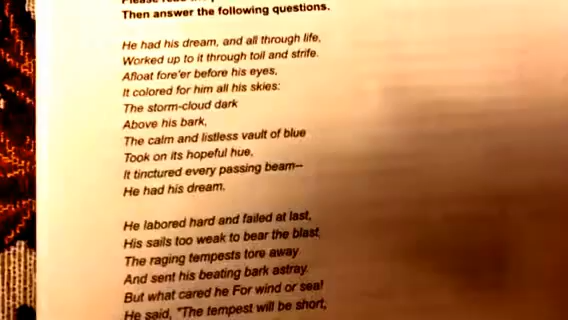 Then answer the following questions.
He had his dream, and all through life,
Worked up to it through toil and strife.
Afloat fore'er before his eyes,
It colored for him all his skies:
The storm-cloud dark
Above his bark,
The calm and listless vault of blue
Took on its hopeful hue,
It tinctured every passing beam--
He had his dream.
He labored hard and failed at last,
His sails too weak to bear the blast,
The raging tempests tore away
And sent his beating bark astray.
But what cared he For wind or sea!
He said, "The tempest will be short,